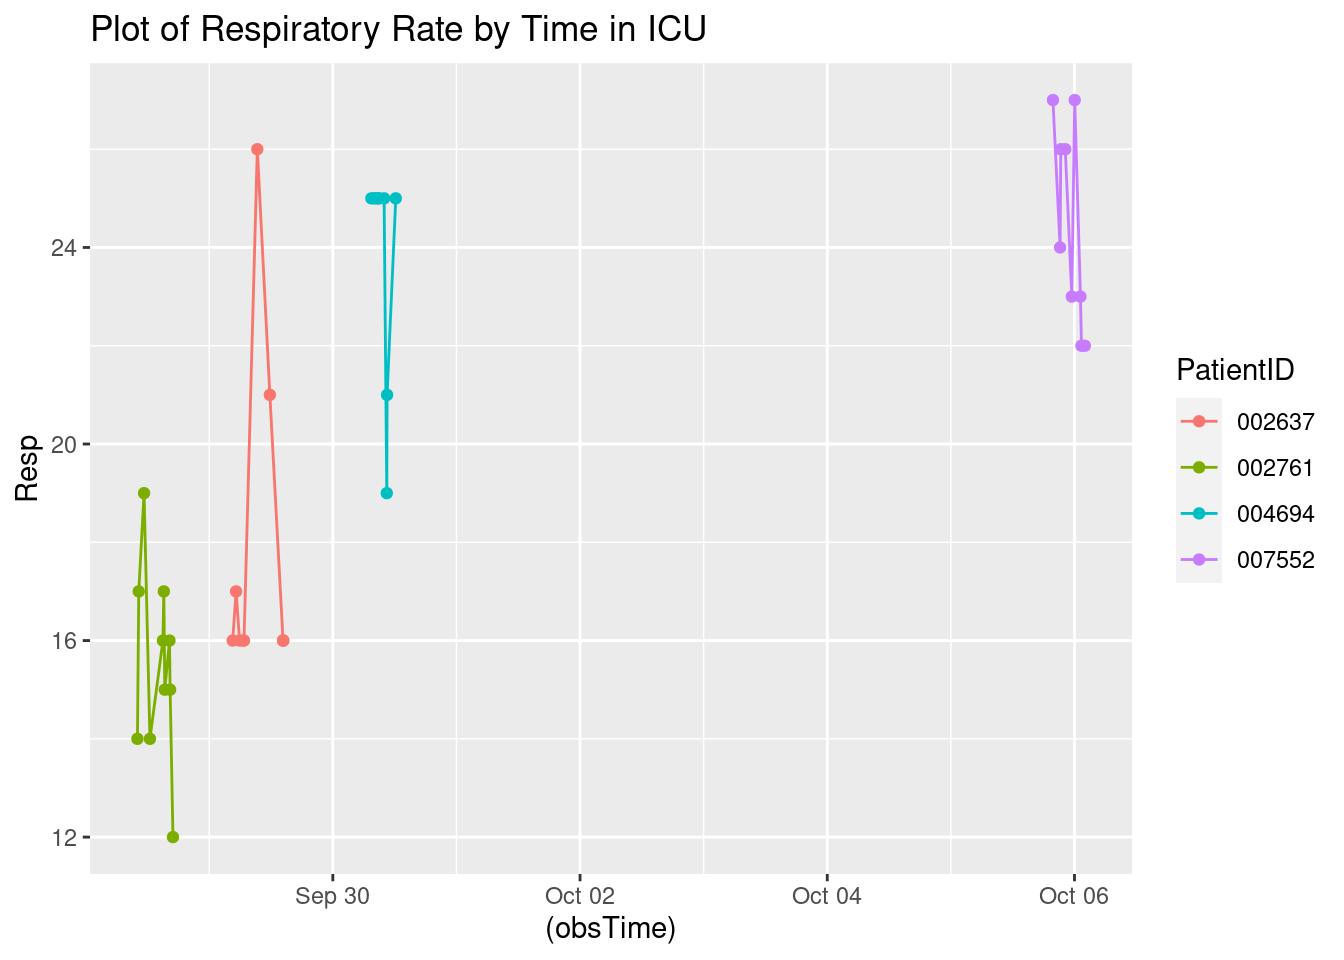 Plot of Respiratory Rate by Time in ICU
Resp
24
20
16
12
Sep 30
Oct 02
Oct 04
Oct 06
(obsTime)
PatientID
002637
002761
004694
007552